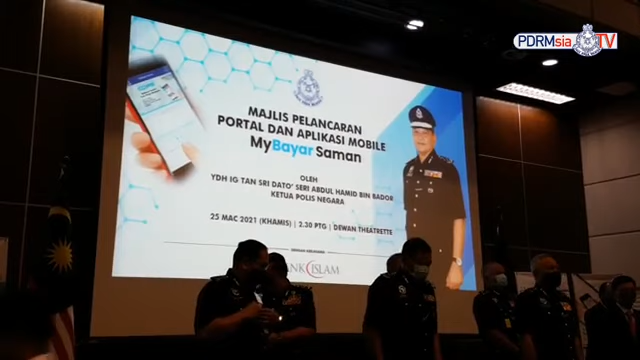 PDRMsia TV
MAJLIS PELANCARAN
PORTAL DAN APLIKASI MOBILE
MyBayar Saman
OLEH
YDH IG TAN SRI DATO' SERI ABDUL HAMID BIN BADOR
KETUA POLIS NEGARA
25 MAC 2021 (KHAMIS) | 2.30 PTG | DEWAN THEATRETTE
ANK ISLAM